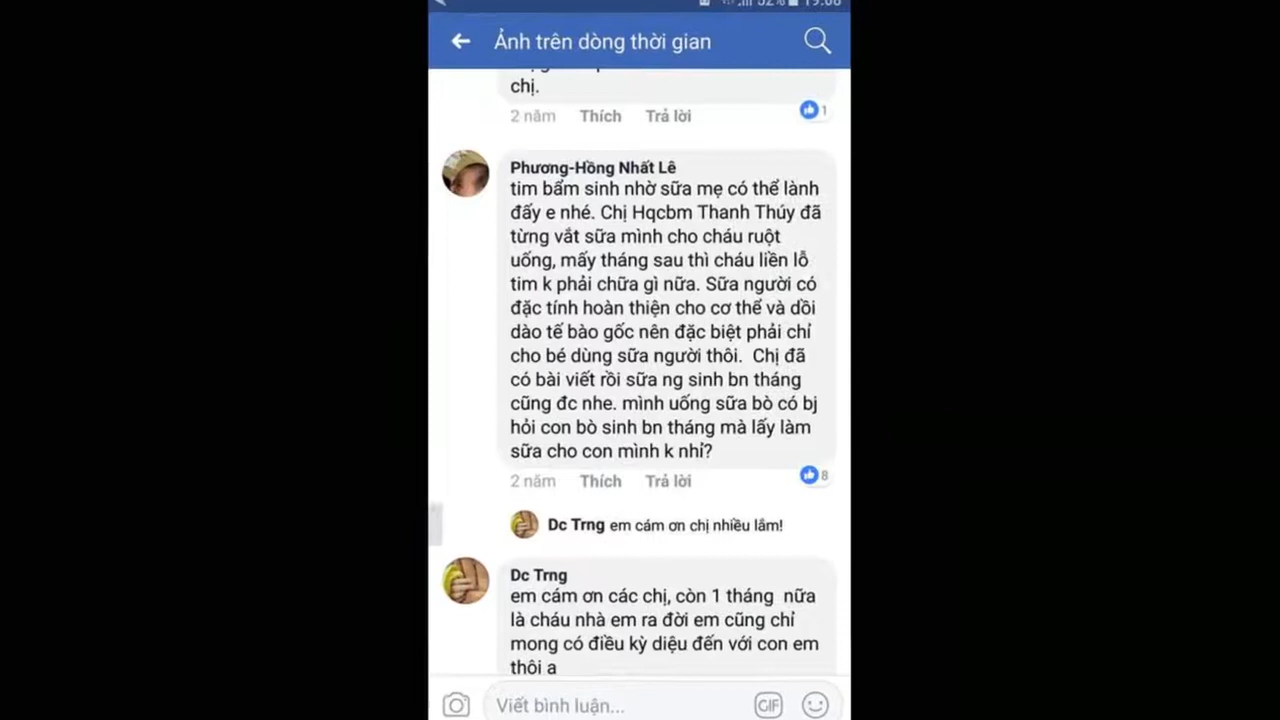 52% 19:08
Ảnh trên dòng thời gian
chị.
2 năm Thích Trả lời 1
Phương-Hồng Nhất Lê
tim bẩm sinh nhờ sữa mẹ có thể lành
đấy e nhé. Chị Hqcbm Thanh Thúy đã
từng vắt sữa mình cho cháu ruột
uống, mấy tháng sau thì cháu liền lỗ
tim k phải chữa gì nữa. Sữa người có
đặc tính hoàn thiện cho cơ thể và dồi
dào tế bào gốc nên đặc biệt phải chỉ
cho bé dùng sữa người thôi. Chị đã
có bài viết rồi sữa ng sinh bn tháng
cũng đc nhe. mình uống sữa bò có bj
hỏi con bò sinh bn tháng mà lấy làm
sữa cho con mình k nhỉ?
2 năm Thích Trả lời 8
Dc Trng em cám ơn chị nhiều lắm!
Dc Trng
em cám ơn các chị, còn 1 tháng nữa
là cháu nhà em ra đời em cũng chỉ
mong có điều kỳ diệu đến với con em
thôi a
Viết bình luận... GIF